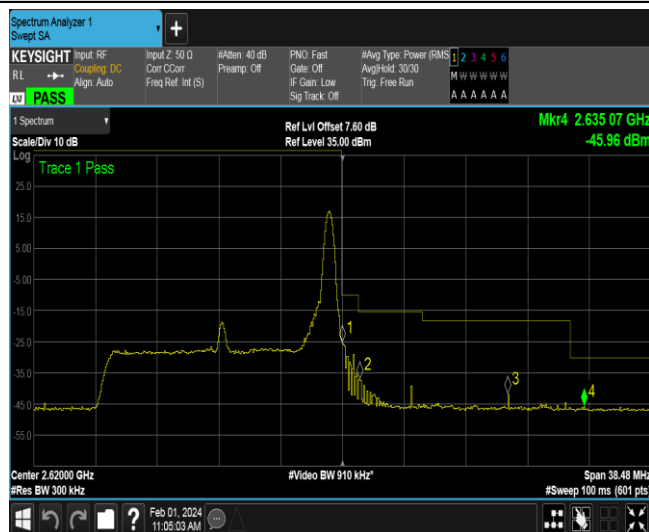 Spectrum Analyzer 1
Swept SA
+
KEYSIGHT Input: RF Input Z: 50 Ω #Atten: 40 dB PNO: Fast #Avg Type: Power (RMS 1 2 3 4 5 6
RL Coupling: DC Corr CCorr Preamp: Off Gate: Off Avg|Hold: 30/30 M W W W W W
Align: Auto Freq Ref: Int (S) IF Gain: Low Trig: Free Run
LXI PASS Sig Track: Off A A A A A A
1 Spectrum Ref Lvl Offset 7.60 dB Mkr4 2.635 07 GHz
Scale/Div 10 dB Ref Level 35.00 dBm -45.96 dBm
Log
Trace 1 Pass
25.0
15.0
5.00
-5.00
-15.0
1
-25.0
2
-35.0
3
4
-45.0
-55.0
Center 2.62000 GHz #Video BW 910 kHz* Span 38.48 MHz
#Res BW 300 kHz #Sweep 100 ms (601 pts)
? Feb 01, 2024
11:05:03 AM